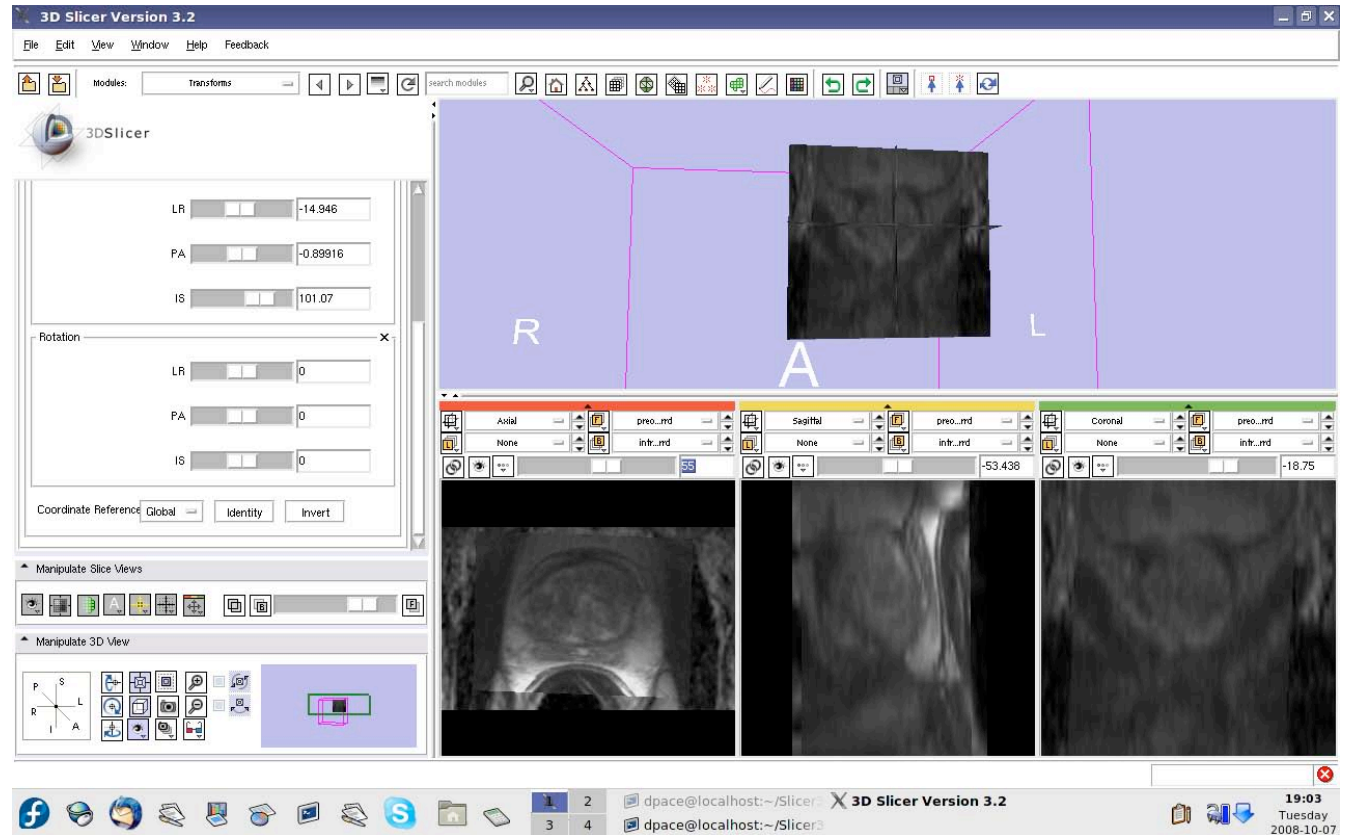 3D Slicer Version 3.2
File Edit View Window Help Feedback
Modules: Transforms search modules
3DSlicer
LR -14.946
PA -0.89916
IS 101.07
Rotation
LR 0
PA 0
IS 0
Coordinate Reference Global Identity Invert
Manipulate Slice Views
Manipulate 3D View
P S
R L
I A
R A L
Axial preo...rrd
None intr...rrd
55
Sagittal preo...rrd
None intr...rrd
-53.438
Coronal preo...rrd
None intr...rrd
-18.75
1 2
3 4
dpace@localhost:~/Slicer3
dpace@localhost:~/Slicer3
3D Slicer Version 3.2
19:03
Tuesday
2008-10-07